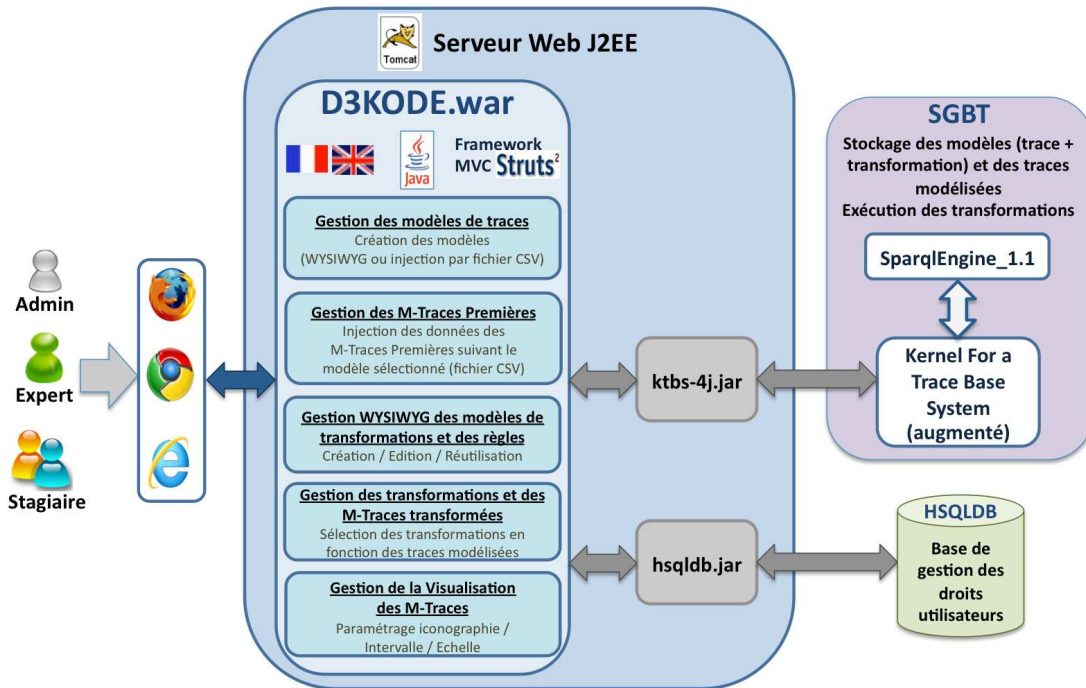 Tomcat
Serveur Web J2EE
D3KODE.war
Java
Framework
MVC Struts2
Gestion des modèles de traces
Création des modèles
(WYSIWYG ou injection par fichier CSV)
Gestion des M-Traces Premières
Injection des données des
M-Traces Premières suivant le
modèle sélectionné (fichier CSV)
Gestion WYSIWYG des modèles de
transformations et des règles
Création / Edition / Réutilisation
Gestion des transformations et des
M-Traces transformées
Sélection des transformations en
fonction des traces modélisées
Gestion de la Visualisation
des M-Traces
Paramétrage iconographie /
Intervalle / Echelle
Admin
Expert
Stagiaire
ktbs-4j.jar
hsqldb.jar
SGBT
Stockage des modèles (trace +
transformation) et des traces
modélisées
Exécution des transformations
SparqlEngine_1.1
Kernel For a
Trace Base
System
(augmenté)
HSQLDB
Base de
gestion des
droits
utilisateurs